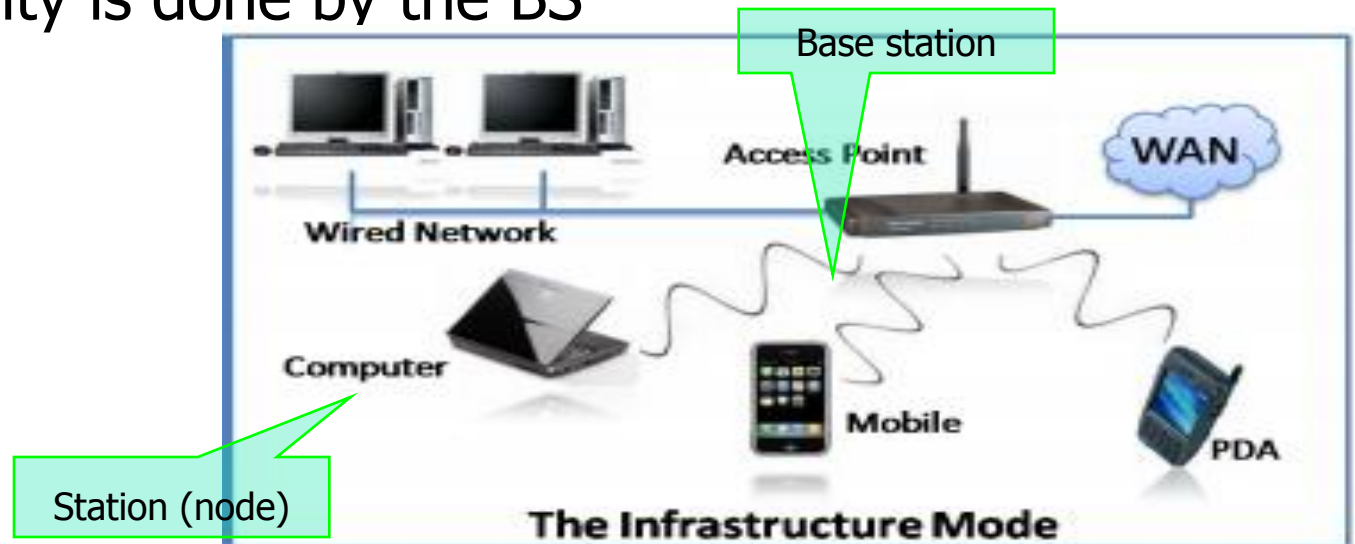 ity is done by the BS
Base station
Access Point
WAN
Wired Network
Computer
Mobile
PDA
Station (node)
The Infrastructure Mode